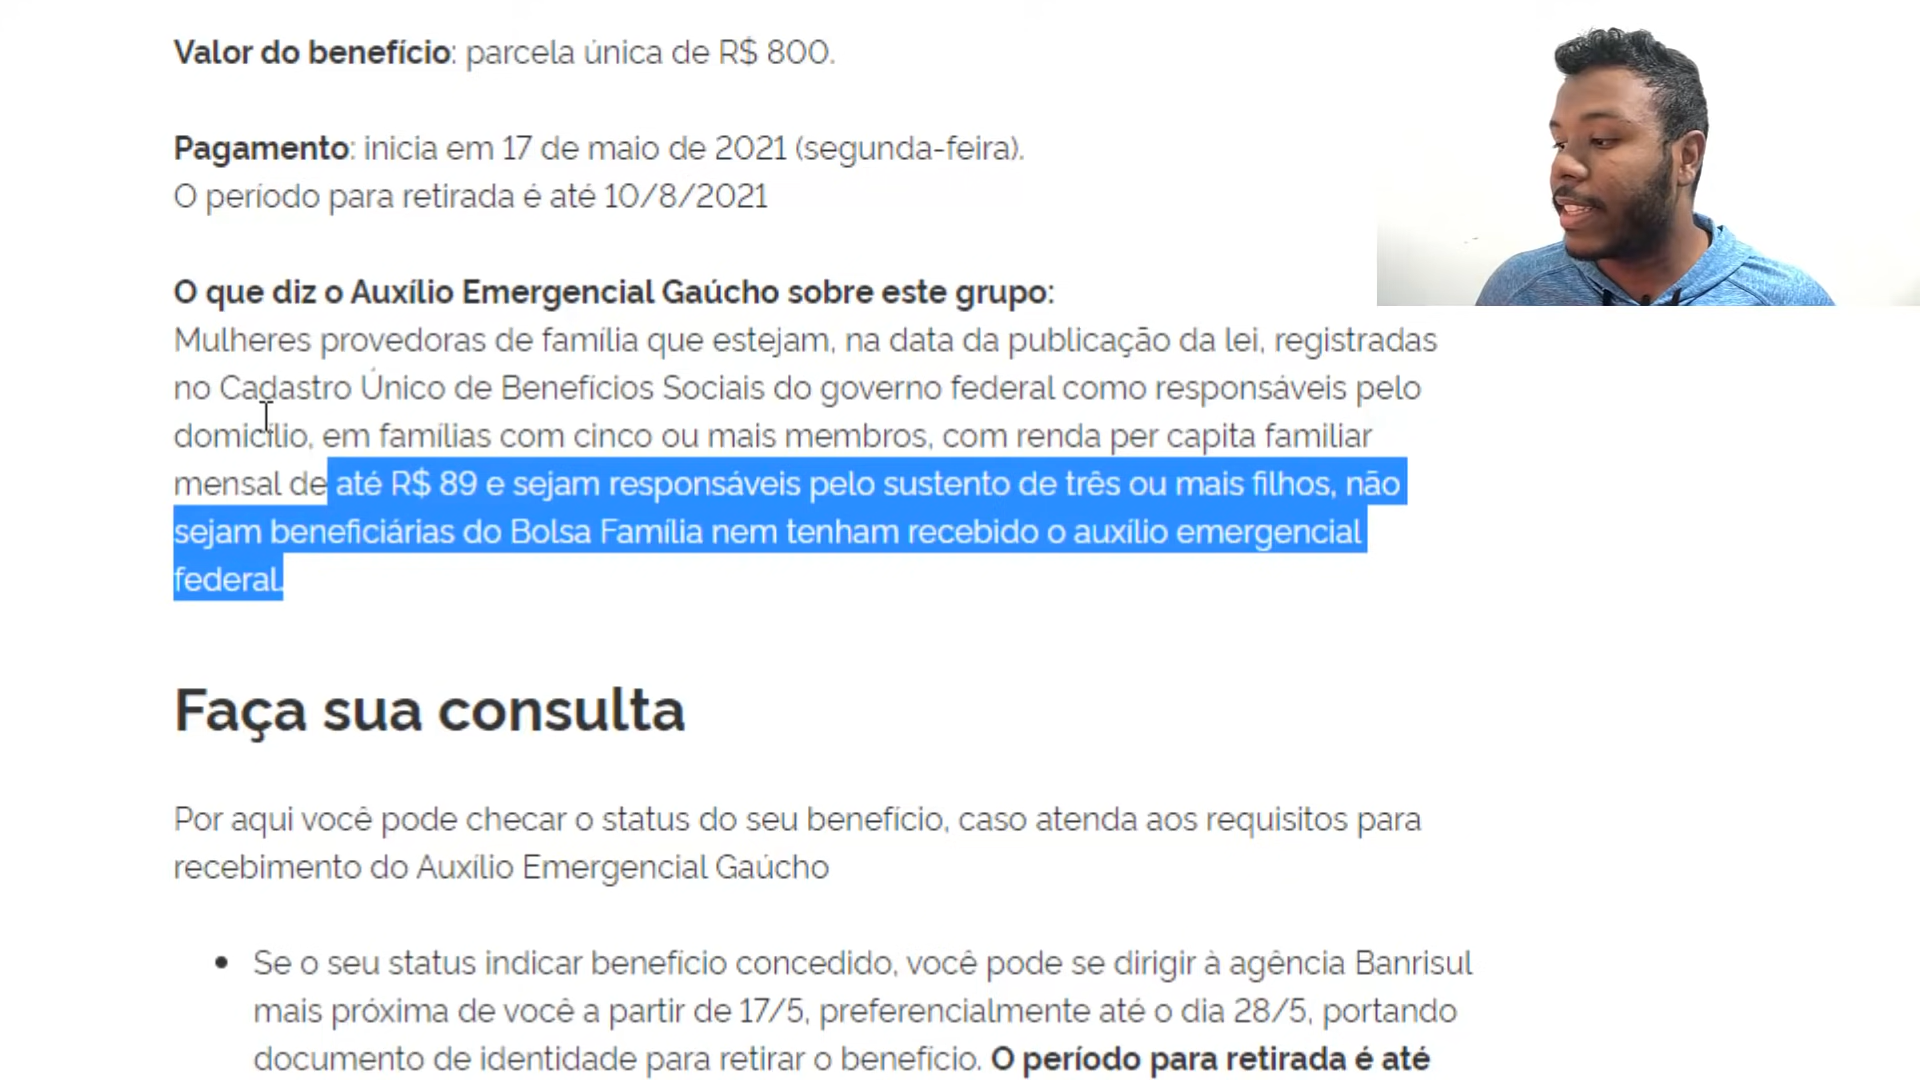 Valor do benefício: parcela única de R$ 800.
Pagamento: inicia em 17 de maio de 2021 (segunda-feira).
O período para retirada é até 10/8/2021
O que diz o Auxílio Emergencial Gaúcho sobre este grupo:
Mulheres provedoras de família que estejam, na data da publicação da lei, registradas
no Cadastro Único de Benefícios Sociais do governo federal como responsáveis pelo
domicílio, em famílias com cinco ou mais membros, com renda per capita familiar
mensal de até R$ 89 e sejam responsáveis pelo sustento de três ou mais filhos, não
sejam beneficiárias do Bolsa Família nem tenham recebido o auxílio emergencial
federal.
Faça sua consulta
Por aqui você pode checar o status do seu benefício, caso atenda aos requisitos para
recebimento do Auxílio Emergencial Gaúcho
• Se o seu status indicar benefício concedido, você pode se dirigir à agência Banrisul
mais próxima de você a partir de 17/5, preferencialmente até o dia 28/5, portando
documento de identidade para retirar o benefício. O período para retirada é até